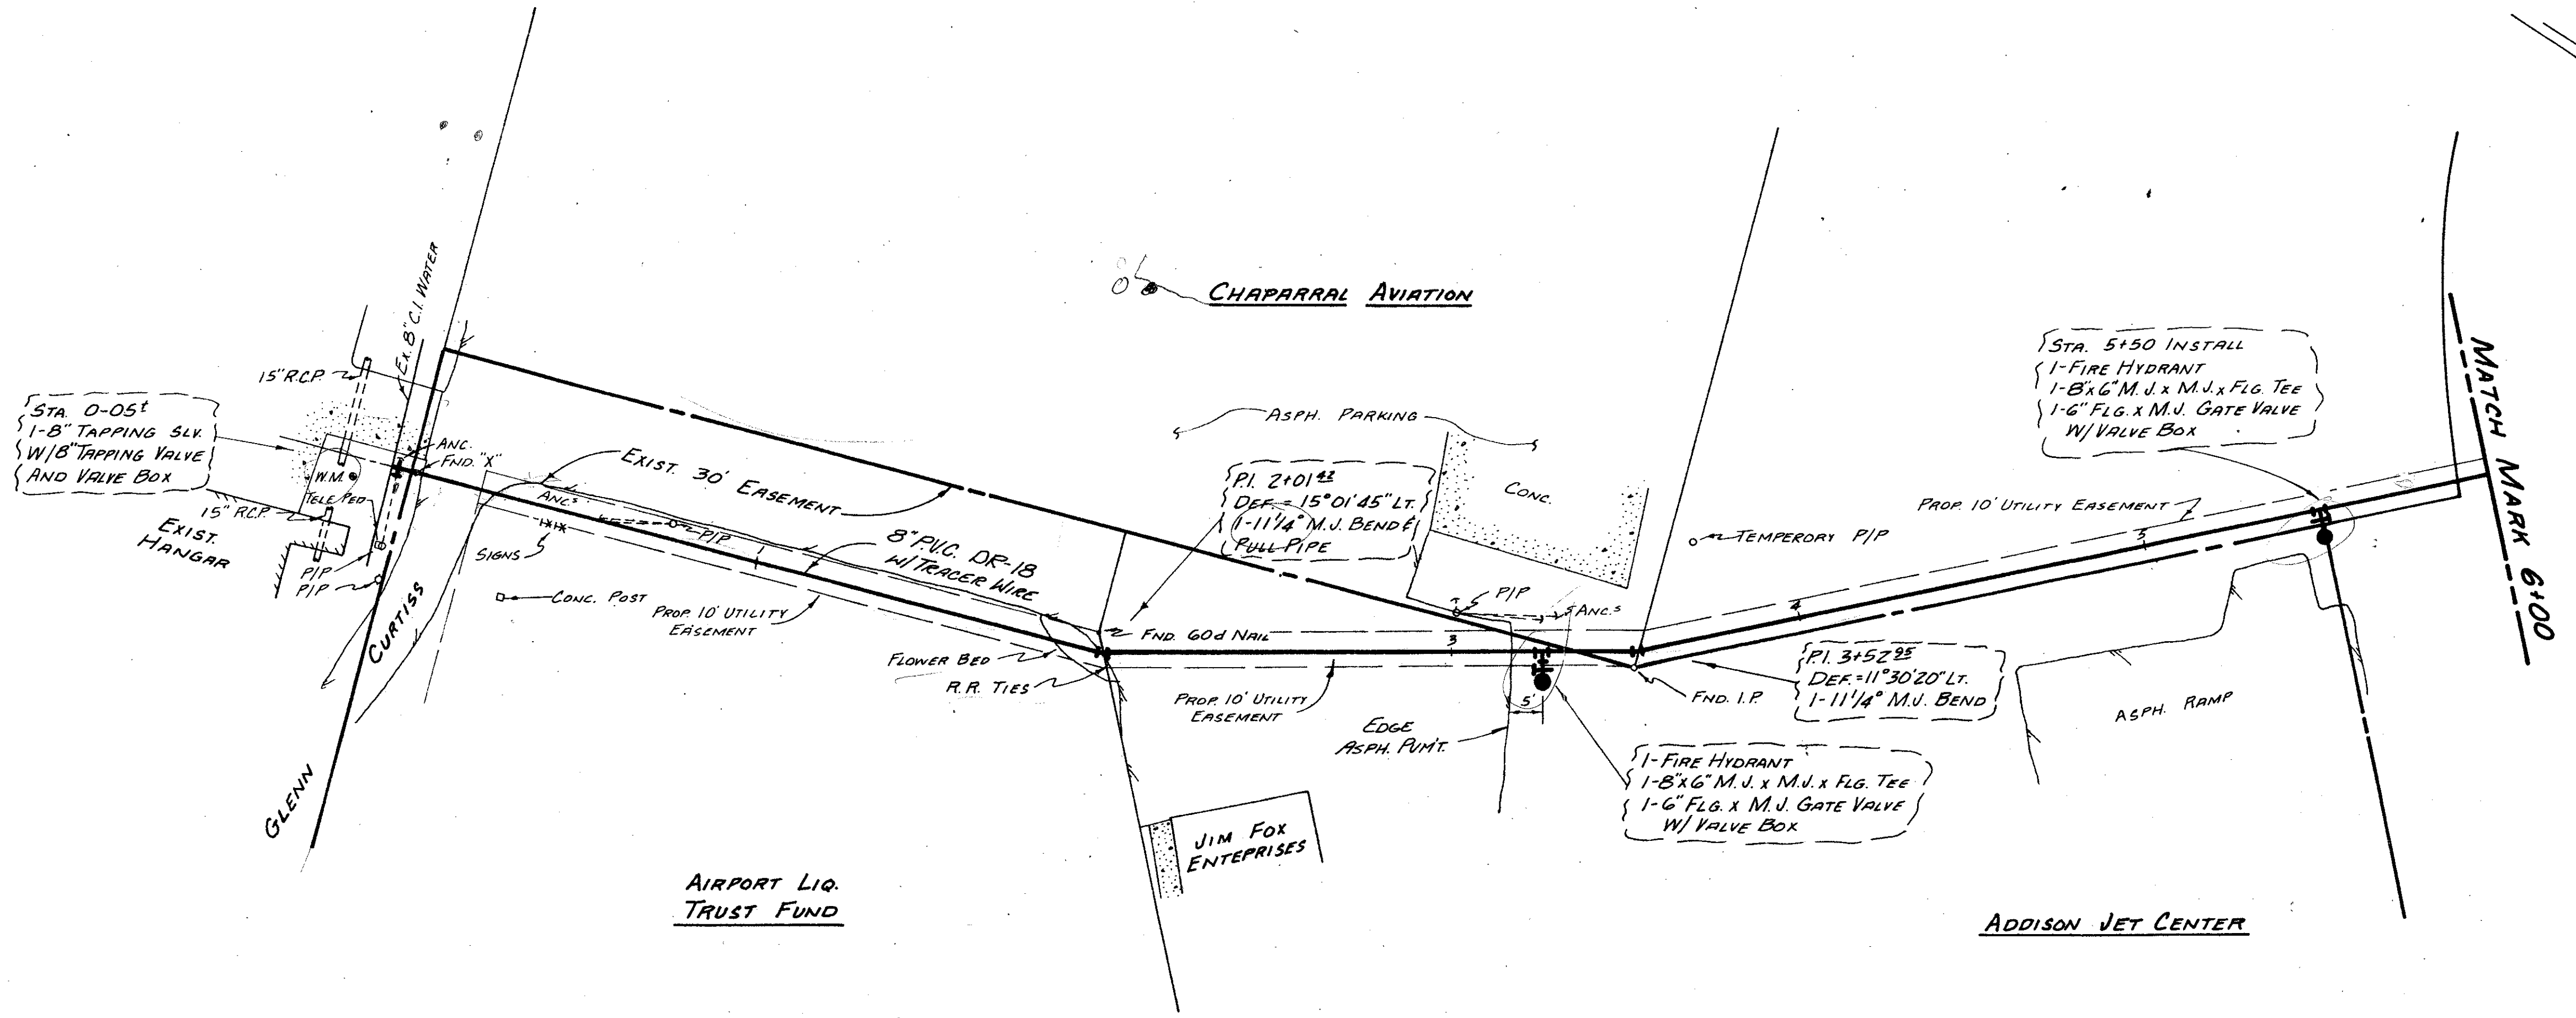 EX. 8" C.I. WATER
CHAPARRAL AVIATION
15" R.C.P.
STA. 0-05±
1-8" TAPPING SLV.
W/8" TAPPING VALVE
AND VALVE BOX
ANC.
FND. "X"
W.M.
TELE PED
15" R.C.P.
EXIST.
HANGAR
P/P
P/P
GLENN CURTISS
SIGNS
ANCS
P/P
CONC. POST
EXIST. 30' EASEMENT
8" P.V.C. DR-18
W/ TRACER WIRE
PROP. 10' UTILITY
EASEMENT
1
FLOWER BED
R.R. TIES
FND. 60d NAIL
ASPH. PARKING
P.I. 2+01 42
DEF. = 15°01'45" LT.
1-11 1/4° M.J. BEND &
PULL PIPE
CONC.
P/P
ANC.S
3
PROP. 10' UTILITY
EASEMENT
EDGE
ASPH. PVM'T.
5'
TEMPERORY P/P
FND. I.P.
P.I. 3+52 95
DEF. = 11°30'20" LT.
1-11 1/4° M.J. BEND
4
5
1-FIRE HYDRANT
1-8"x6" M.J. x M.J. x FLG. TEE
1-6" FLG. x M.J. GATE VALVE
W/ VALVE BOX
STA. 5+50 INSTALL
1-FIRE HYDRANT
1-8"x6" M.J. x M.J. x FLG. TEE
1-6" FLG. x M.J. GATE VALVE
W/ VALVE BOX
PROP. 10' UTILITY EASEMENT
MATCH MARK 6+00
ASPH. RAMP
JIM FOX
ENTEPRISES
AIRPORT LIQ.
TRUST FUND
ADDISON JET CENTER